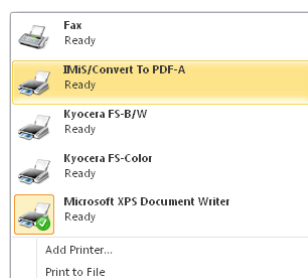 Fax
Ready
IMiS/Convert To PDF-A
Ready
Kyocera FS-B/W
Ready
Kyocera FS-Color
Ready
Microsoft XPS Document Writer
Ready
Add Printer...
Print to File